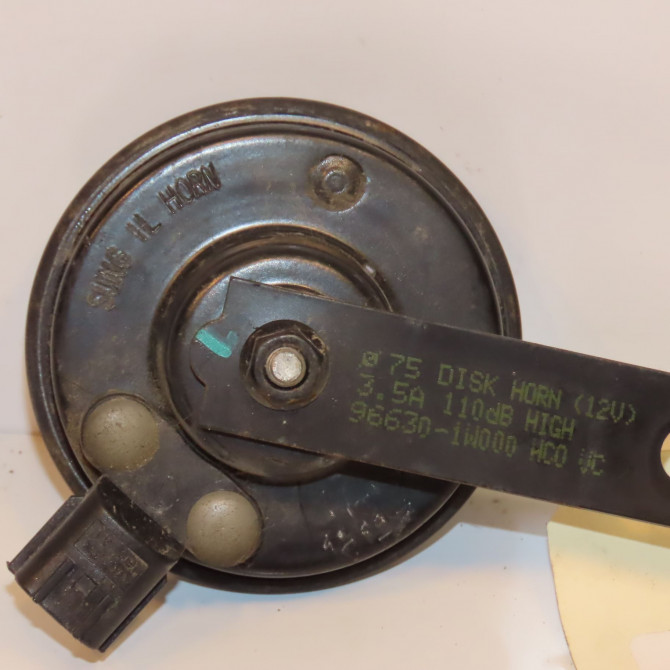 SUNG IL HORN
ø75 DISK HORN (12V)
3.5A 110dB HIGH
96630-1W000 HCO VC